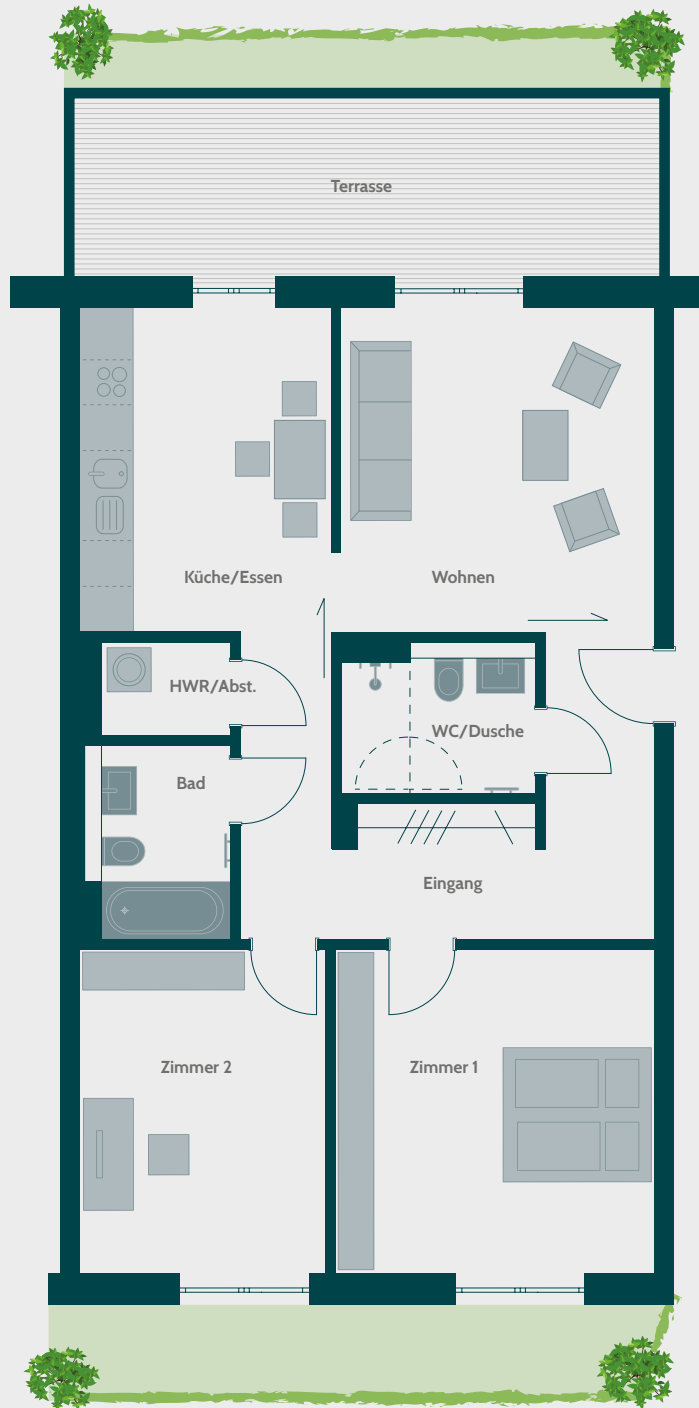 Terrasse
Küche/Essen
Wohnen
HWR/Abst.
WC/Dusche
Bad
Eingang
Zimmer 2
Zimmer 1